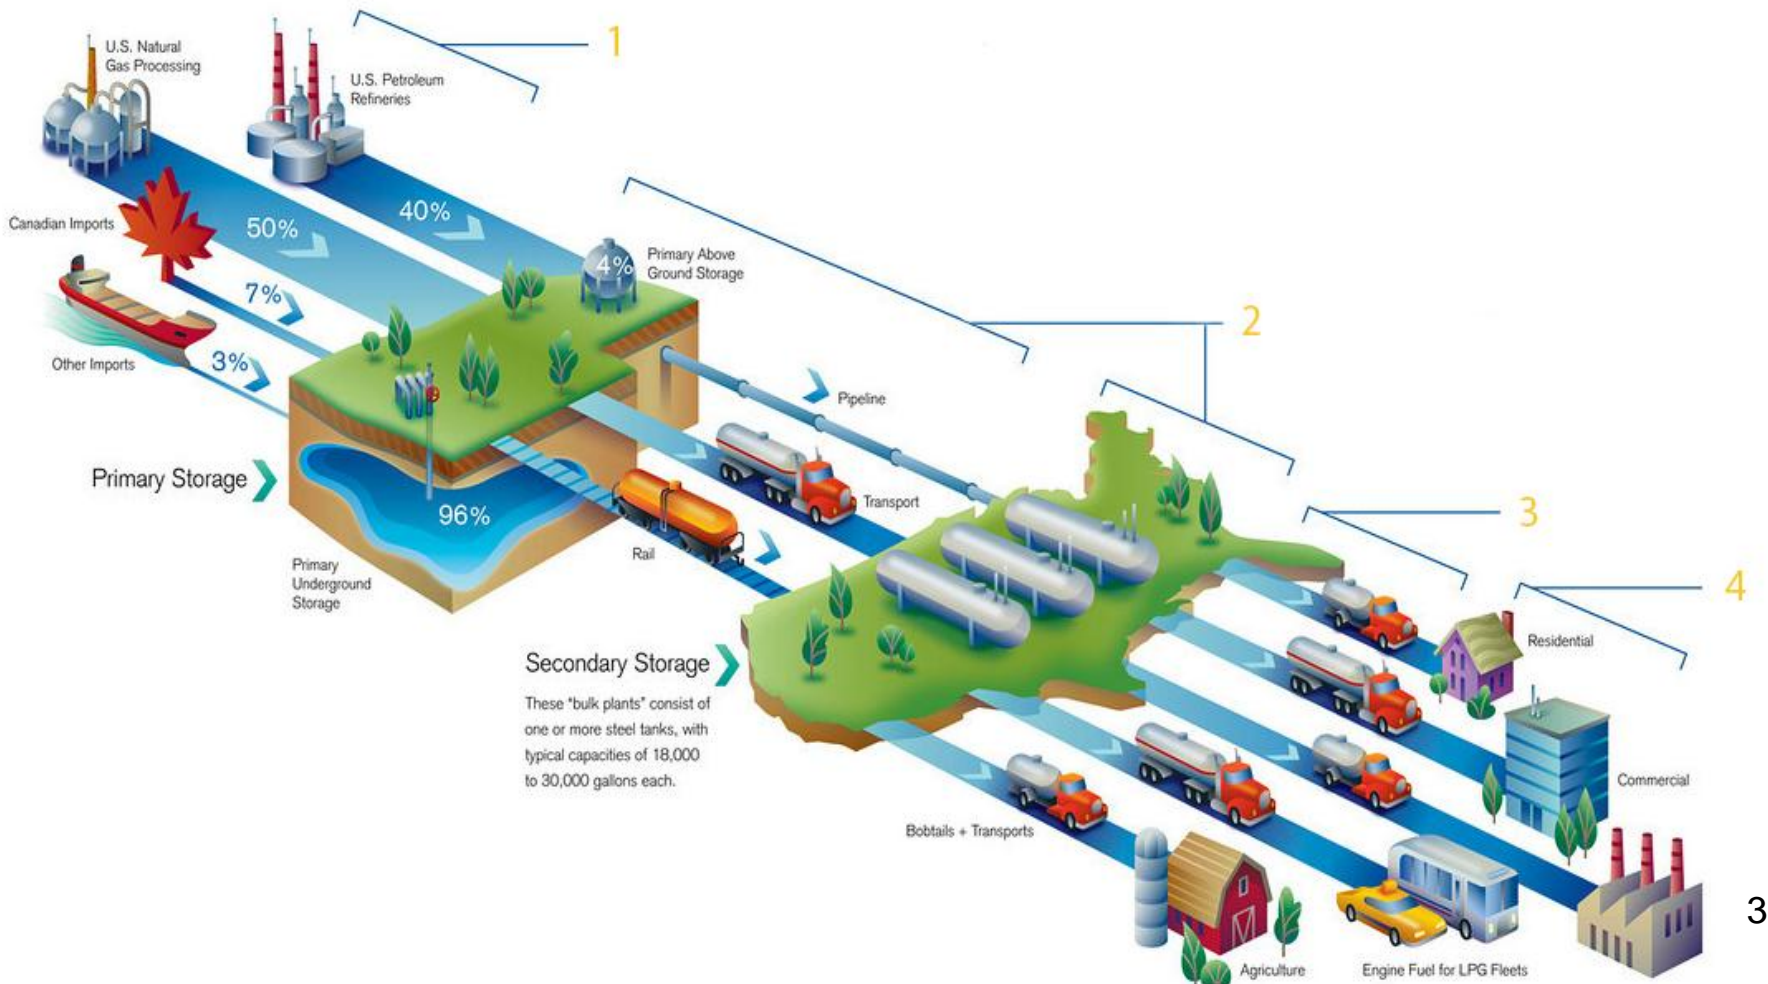 1
U.S. Natural
Gas Processing
U.S. Petroleum
Refineries
Canadian Imports
50%
40%
4%
Primary Above
Ground Storage
7%
Other Imports
3%
2
Pipeline
Primary Storage
96%
Transport
Rail
Primary
Underground
Storage
3
4
Secondary Storage
These "bulk plants" consist of
one or more steel tanks, with
typical capacities of 18,000
to 30,000 gallons each.
Residential
Commercial
Bobtails + Transports
Agriculture
Engine Fuel for LPG Fleets
3